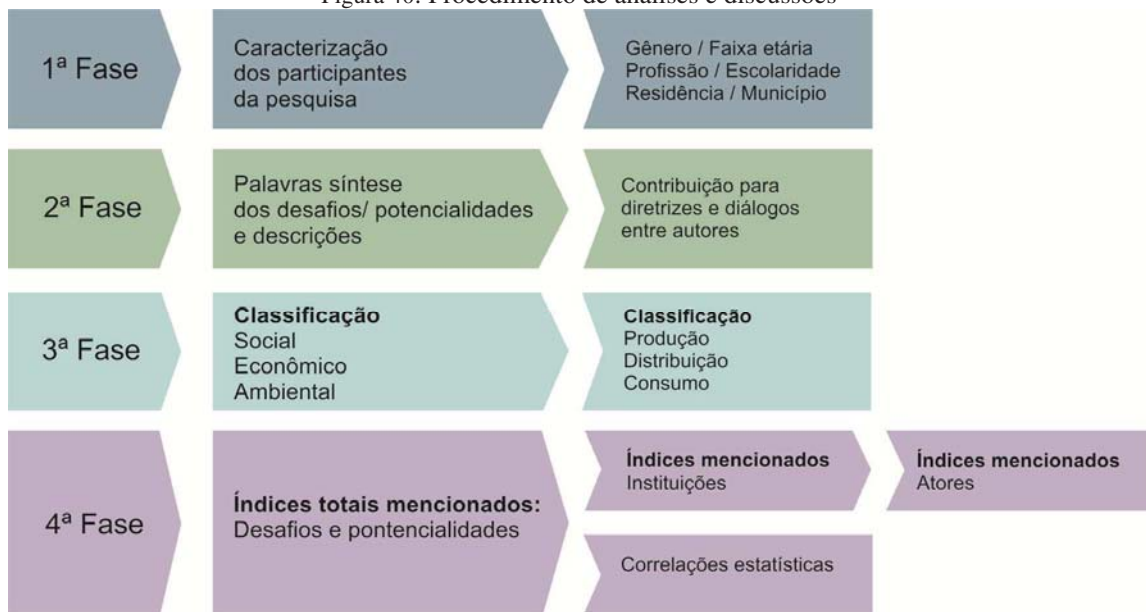 Figura 40: Procedimento de análises e discussões
1ª Fase
Caracterização
dos participantes
da pesquisa
Gênero / Faixa etária
Profissão / Escolaridade
Residência / Município
2ª Fase
Palavras síntese
dos desafios/ potencialidades
e descrições
Contribuição para
diretrizes e diálogos
entre autores
3ª Fase
Classificação
Social
Econômico
Ambiental
Classificação
Produção
Distribuição
Consumo
4ª Fase
Índices totais mencionados:
Desafios e pontencialidades
Índices mencionados
Instituições
Índices mencionados
Atores
Correlações estatísticas